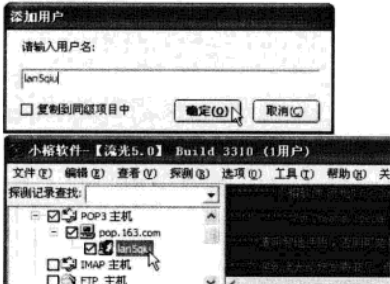 添加用户
请输入用户名:
lan5qiu
复制到同级项目中
确定(O)
取消(C)
小榕软件-【流光5.0】 Build 3310 (1用户)
文件(F) 编辑(E) 查看(V) 探测(R) 选项(O) 工具(T) 帮助(H) 关
探测记录查找:
POP3 主机
pop.163.com
lan5qiu
IMAP 主机
FTP 主机